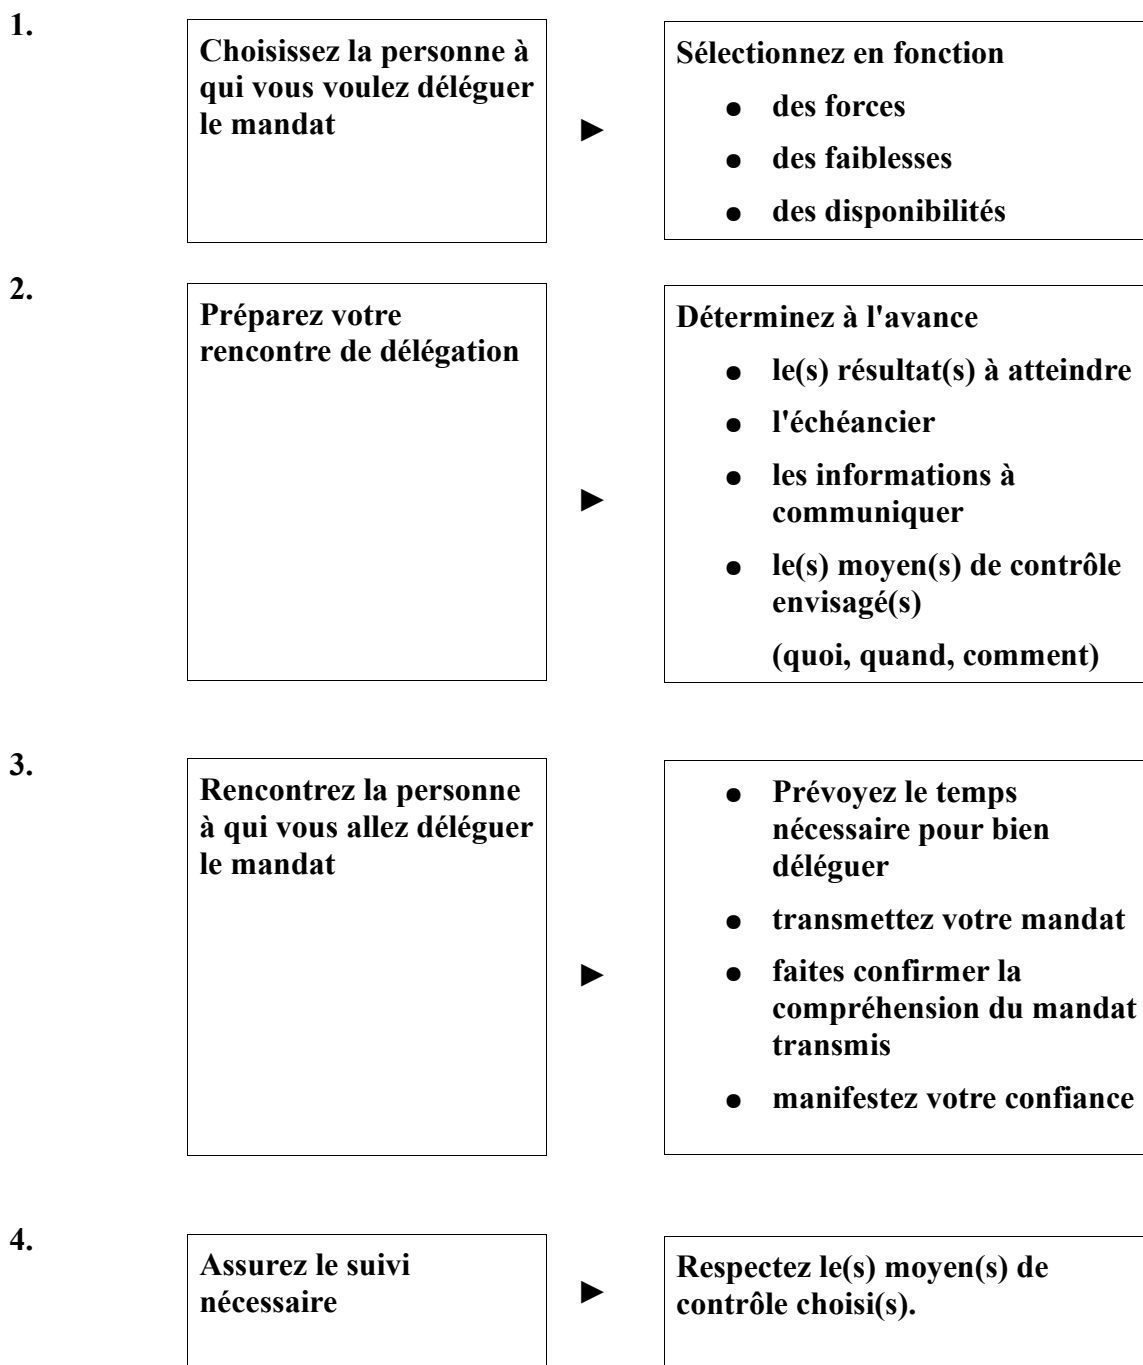 1.
Choisissez la personne à
qui vous voulez déléguer
le mandat
►
Sélectionnez en fonction
● des forces
● des faiblesses
● des disponibilités
2.
Préparez votre
rencontre de délégation
►
Déterminez à l'avance
● le(s) résultat(s) à atteindre
● l'échéancier
● les informations à
communiquer
● le(s) moyen(s) de contrôle
envisagé(s)
(quoi, quand, comment)
3.
Rencontrez la personne
à qui vous allez déléguer
le mandat
►
● Prévoyez le temps
nécessaire pour bien
déléguer
● transmettez votre mandat
● faites confirmer la
compréhension du mandat
transmis
● manifestez votre confiance
4.
Assurez le suivi
nécessaire
►
Respectez le(s) moyen(s) de
contrôle choisi(s).